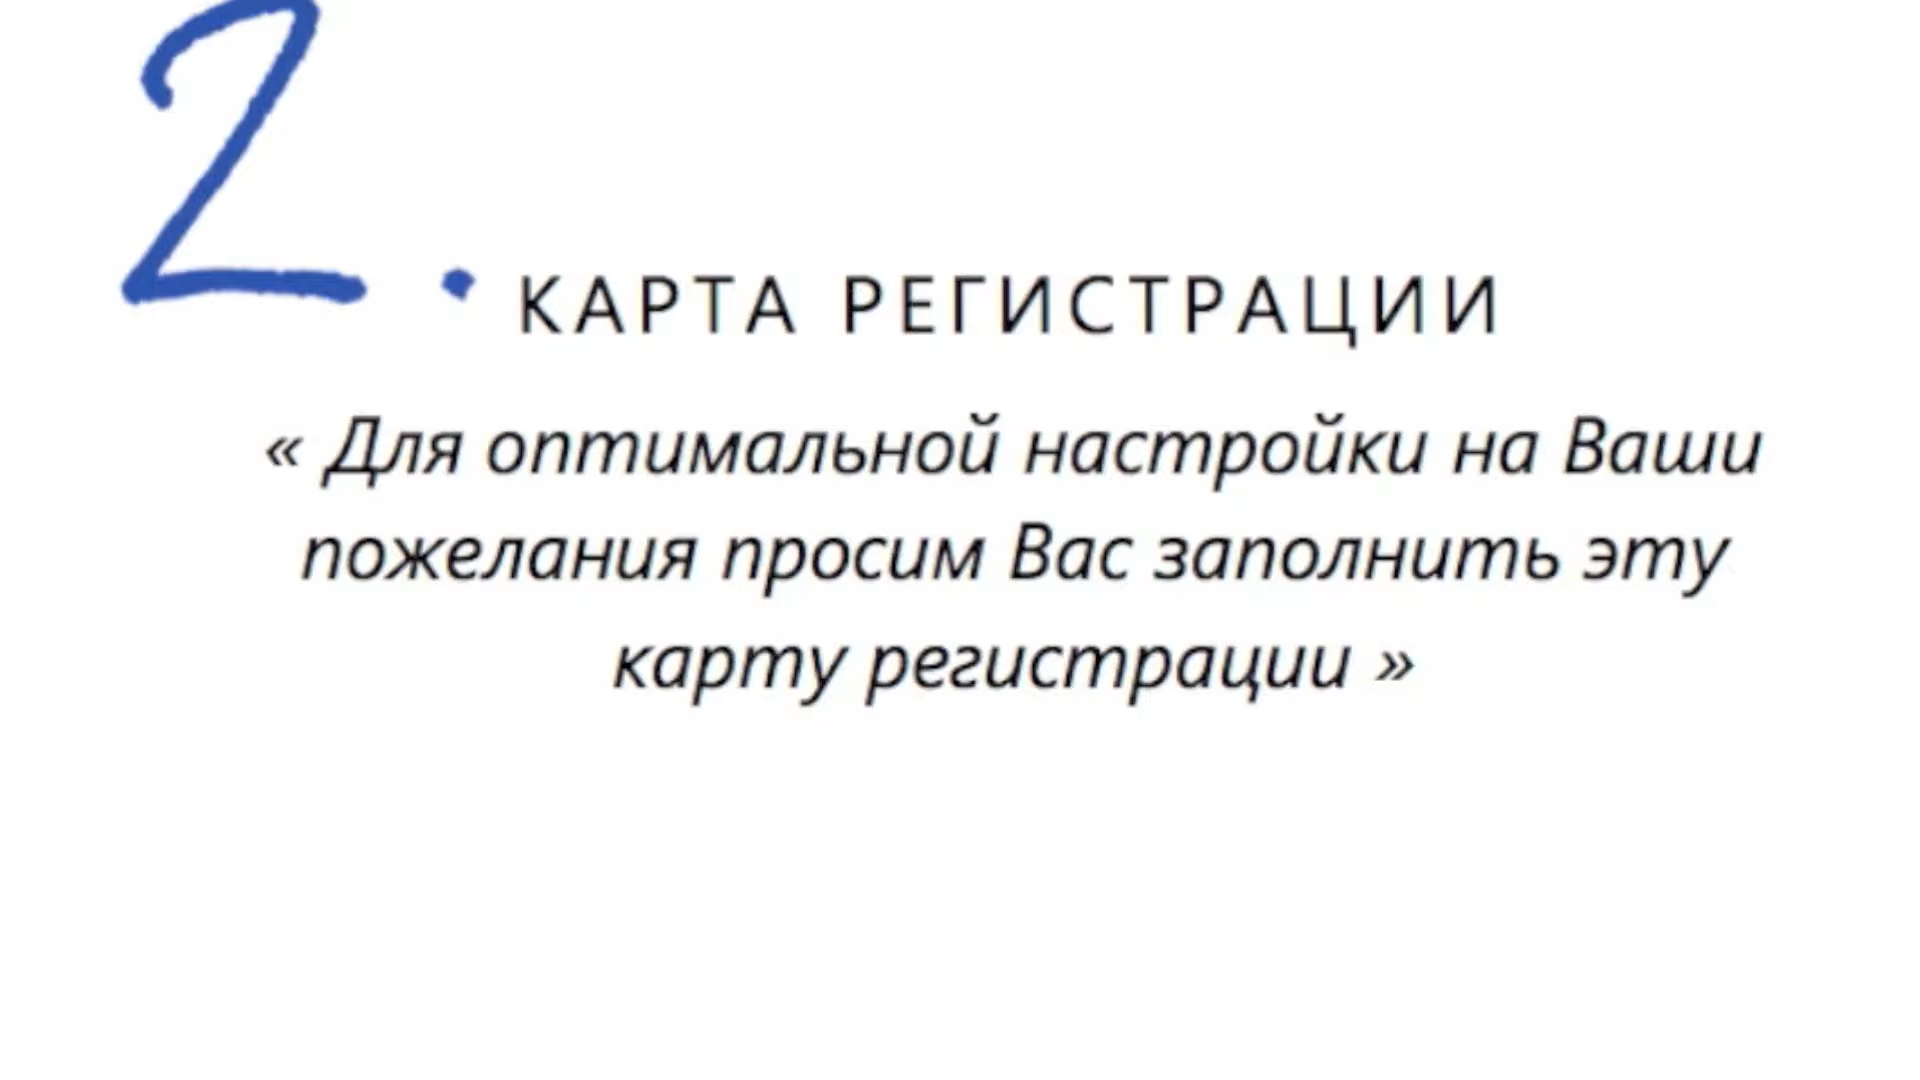 2. КАРТА РЕГИСТРАЦИИ
« Для оптимальной настройки на Ваши
пожелания просим Вас заполнить эту
карту регистрации »